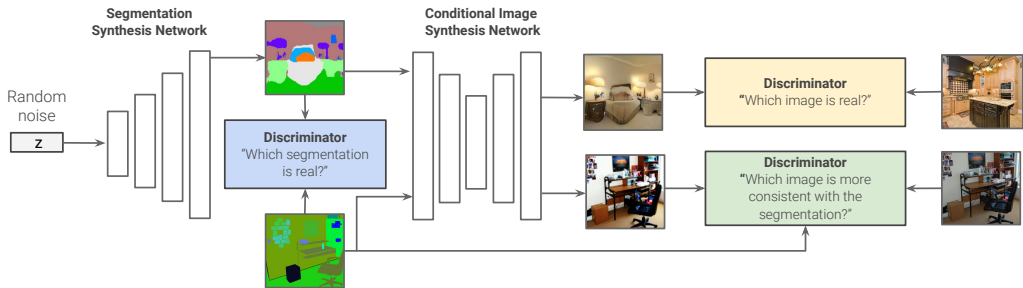 Segmentation
Synthesis Network
Conditional Image
Synthesis Network
Random
noise
z
Discriminator
“Which segmentation
is real?”
Discriminator
“Which image is real?”
Discriminator
“Which image is more
consistent with the
segmentation?”